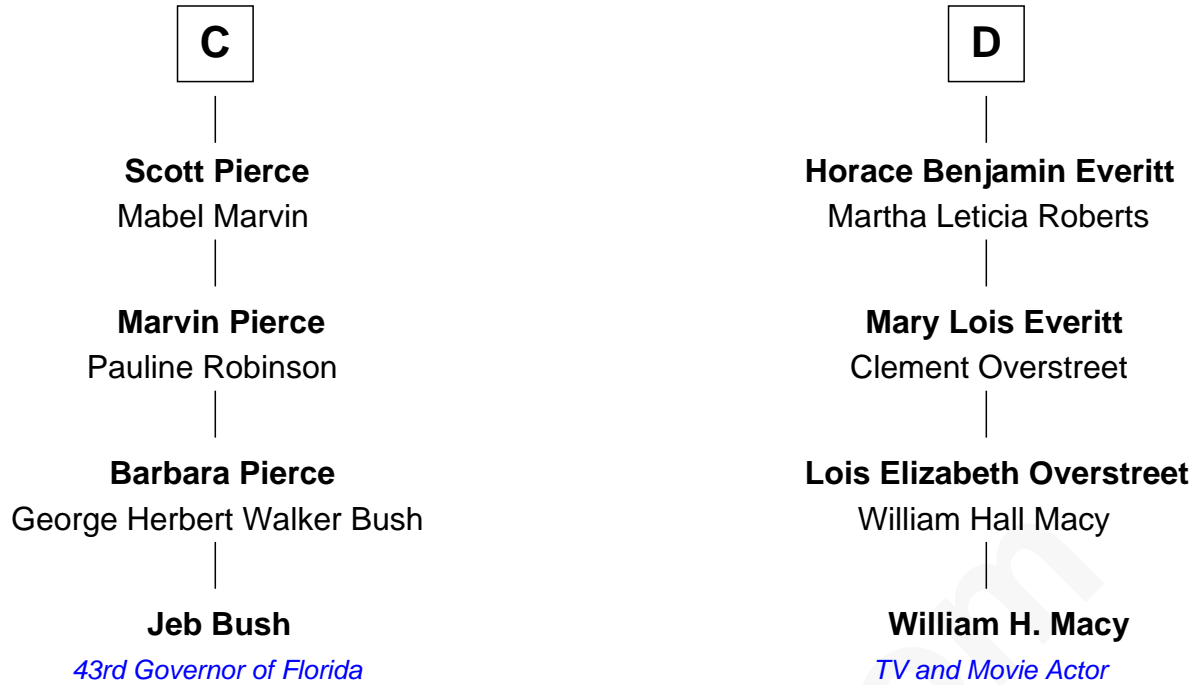 C
Scott Pierce
Mabel Marvin
Marvin Pierce
Pauline Robinson
Barbara Pierce
George Herbert Walker Bush
Jeb Bush
43rd Governor of Florida
D
Horace Benjamin Everitt
Martha Leticia Roberts
Mary Lois Everitt
Clement Overstreet
Lois Elizabeth Overstreet
William Hall Macy
William H. Macy
TV and Movie Actor